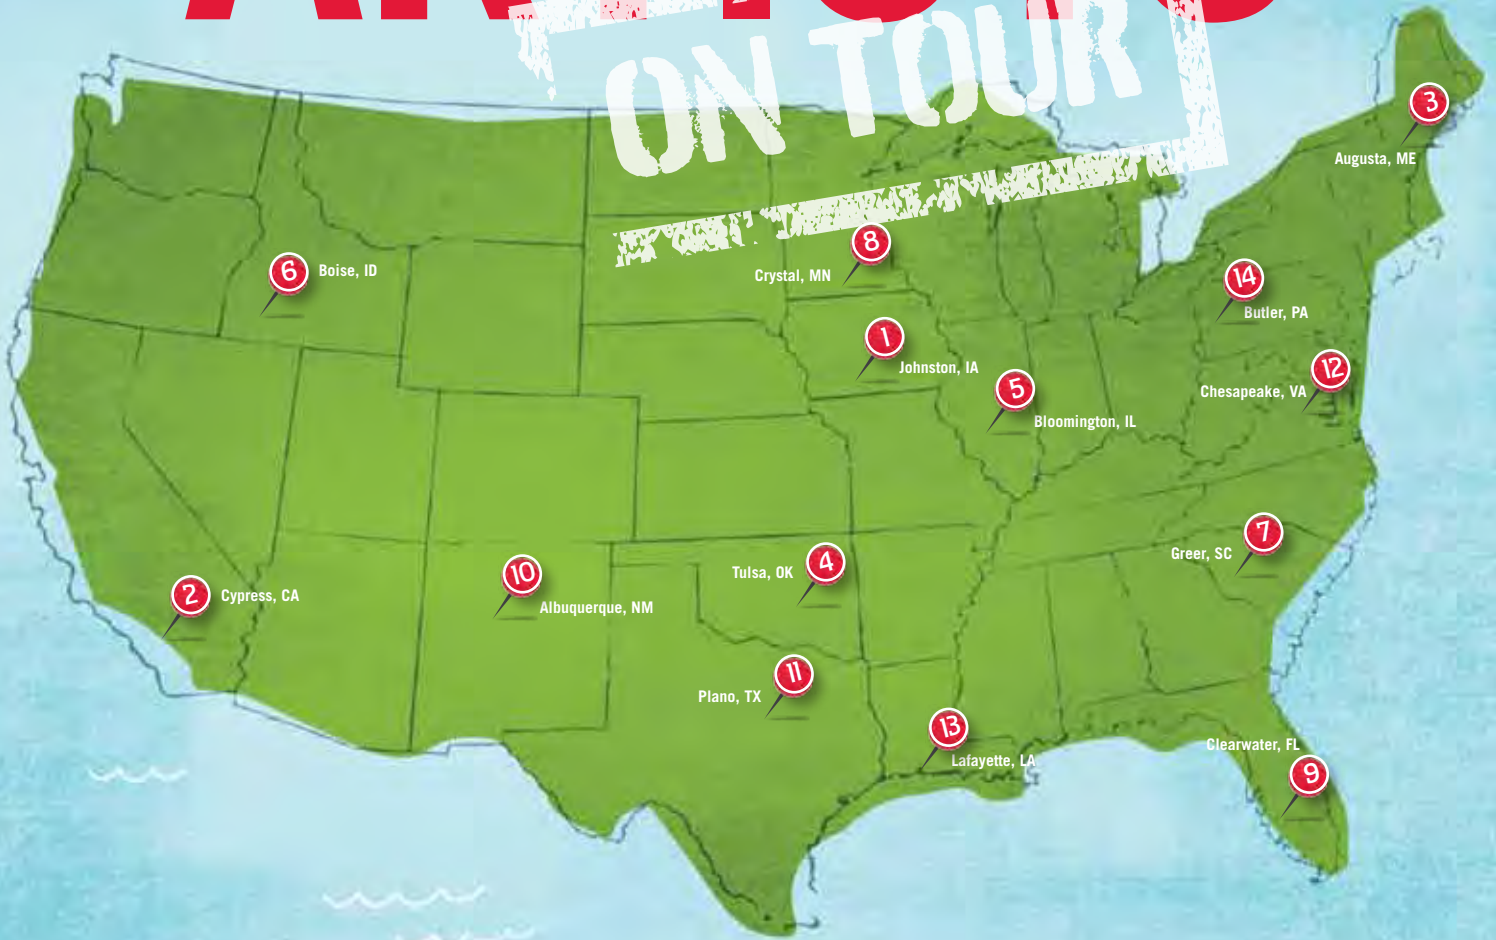 ON TOUR
3
Augusta, ME
8
Crystal, MN
6
Boise, ID
14
Butler, PA
1
Johnston, IA
12
Chesapeake, VA
5
Bloomington, IL
7
Greer, SC
4
Tulsa, OK
10
Albuquerque, NM
2
Cypress, CA
11
Plano, TX
13
Lafayette, LA
Clearwater, FL
9